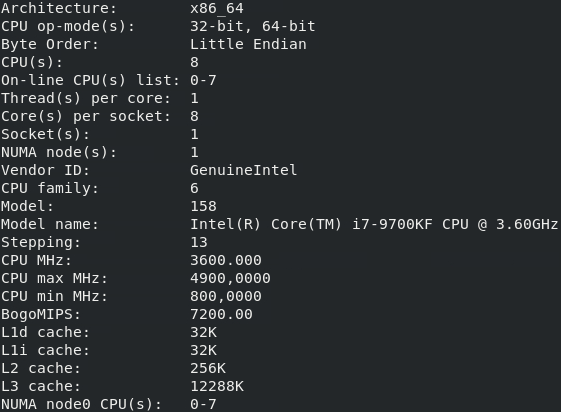 Architecture: x86_64
CPU op-mode(s): 32-bit, 64-bit
Byte Order: Little Endian
CPU(s): 8
On-line CPU(s) list: 0-7
Thread(s) per core: 1
Core(s) per socket: 8
Socket(s): 1
NUMA node(s): 1
Vendor ID: GenuineIntel
CPU family: 6
Model: 158
Model name: Intel(R) Core(TM) i7-9700KF CPU @ 3.60GHz
Stepping: 13
CPU MHz: 3600.000
CPU max MHz: 4900,0000
CPU min MHz: 800,0000
BogoMIPS: 7200.00
L1d cache: 32K
L1i cache: 32K
L2 cache: 256K
L3 cache: 12288K
NUMA node0 CPU(s): 0-7